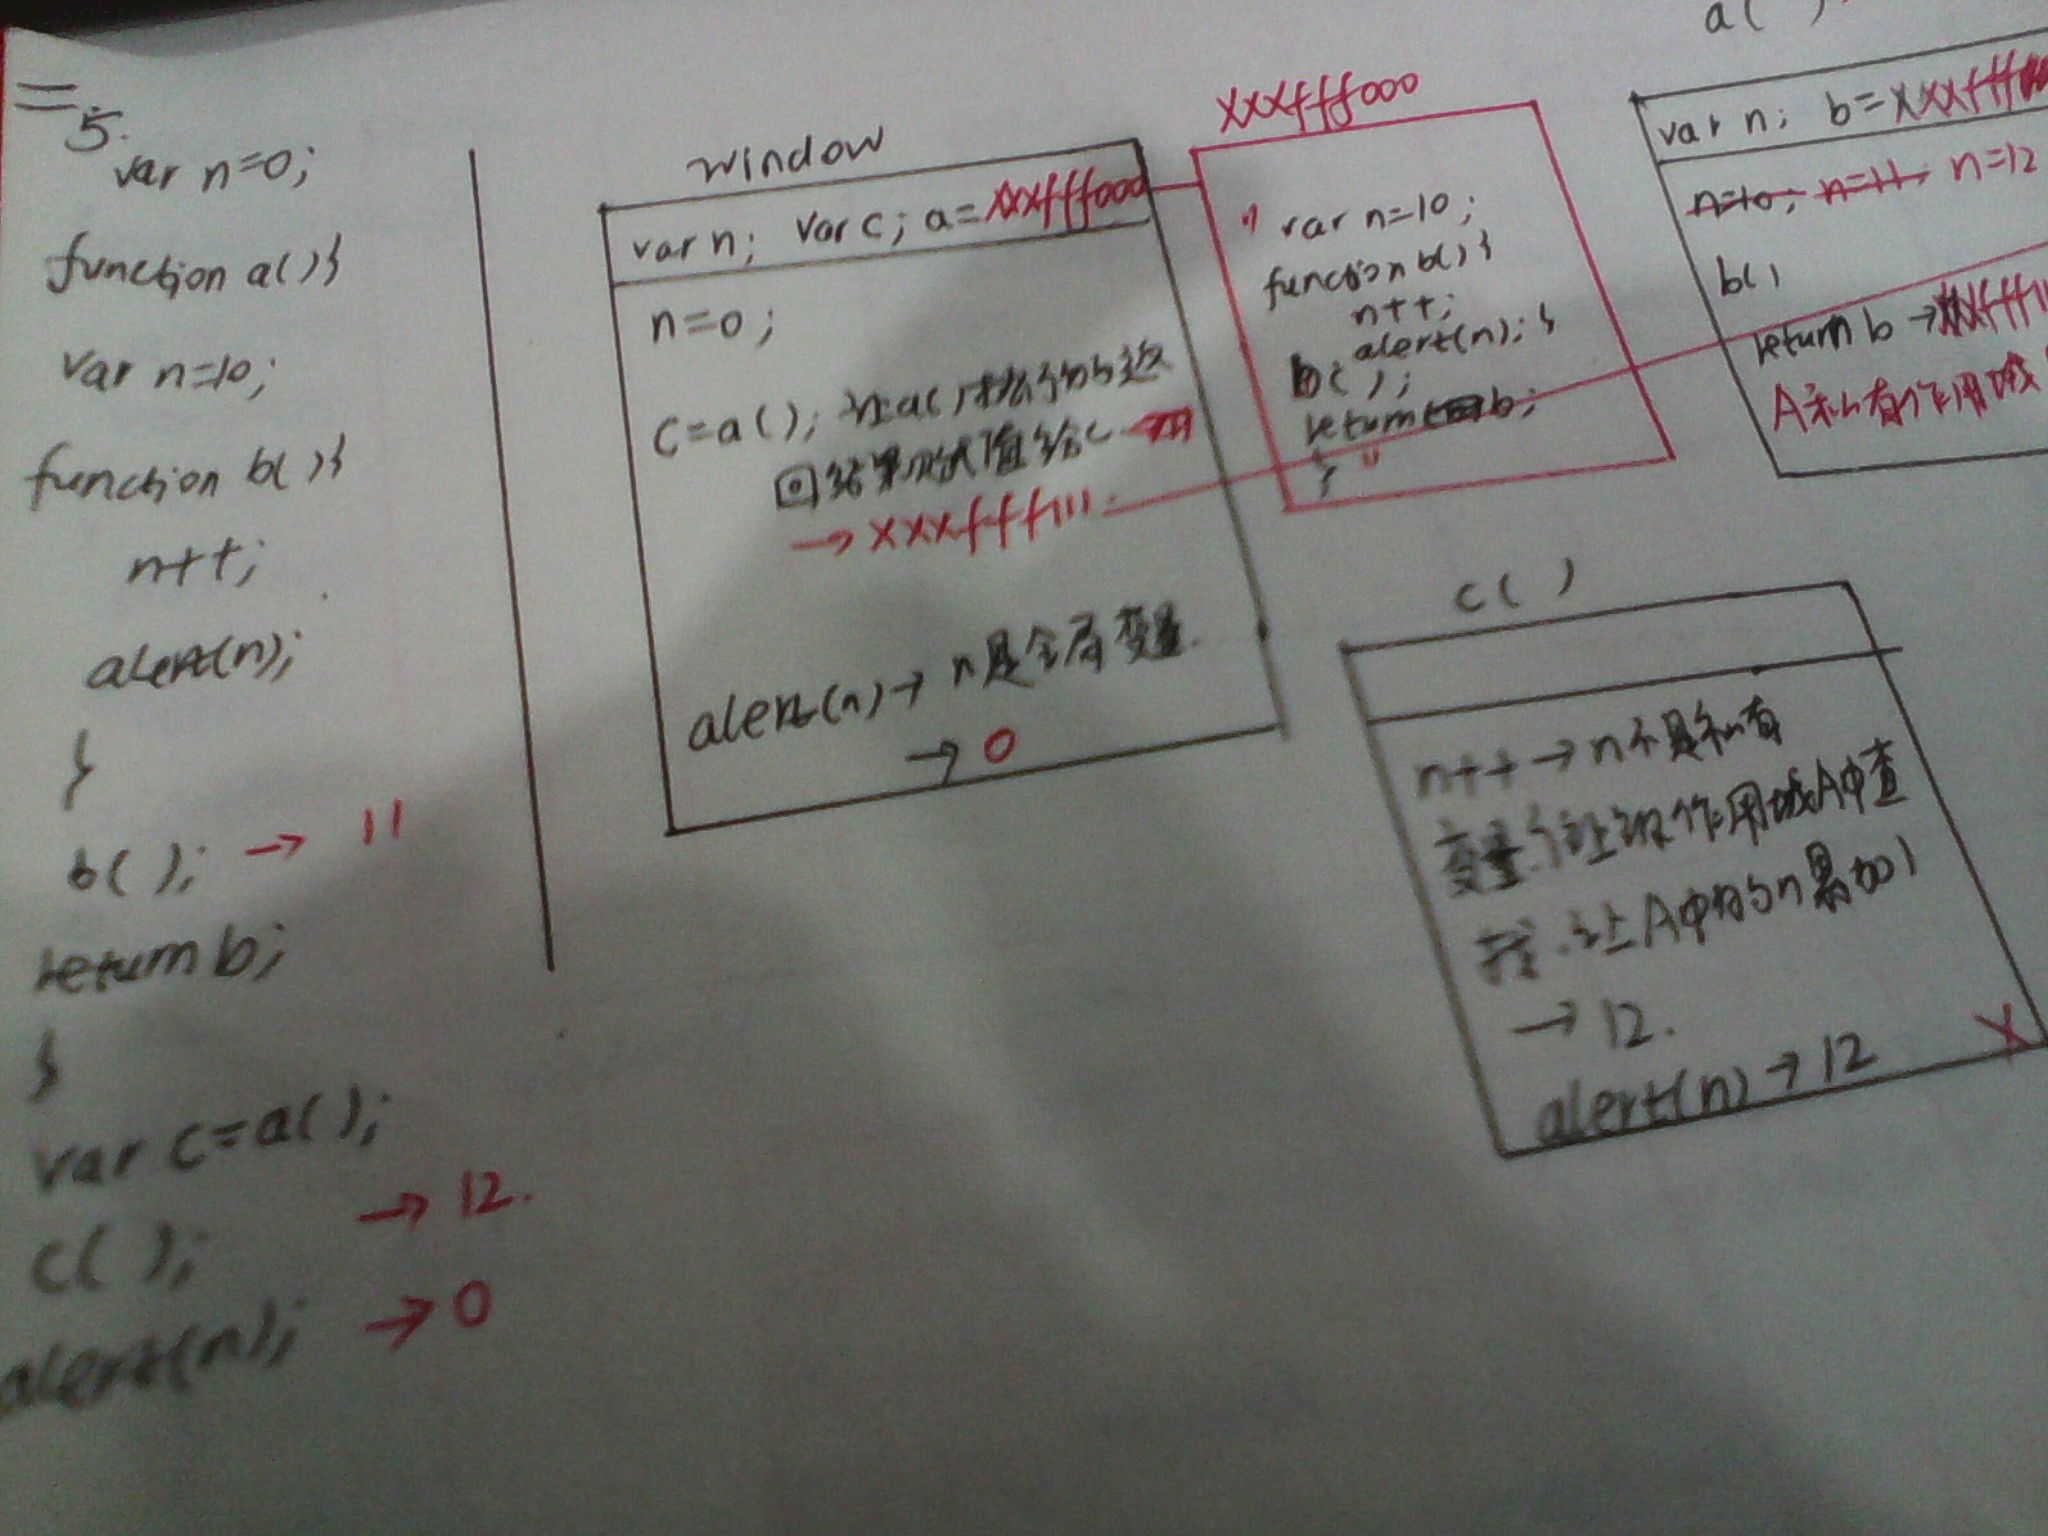 二
5.
var n=0;
function a(){
var n=10;
function b(){
n++;
alert(n);
}
b(); → 11
return b;
}
var c=a();
c(); → 12.
alert(n); → 0
window
var n; var c; a=xxxfff000
n=0;
c=a(); 让a()执行的返
回结果赋值给c
→xxxfff111
alert(n)→ n是全局变量.
→ 0
xxxfff000
" var n=10;
function b(){
n++;
alert(n); }
b();
return b;
} "
a( )
var n; b=xxxfff
n=10; n=11; n=12
b()
return b →xxxfff11
A私有作用域
c( )
n++→n不是私有
变量,往上级作用域A中查
找.让A中的n累加1
→ 12.
alert(n)→12
X